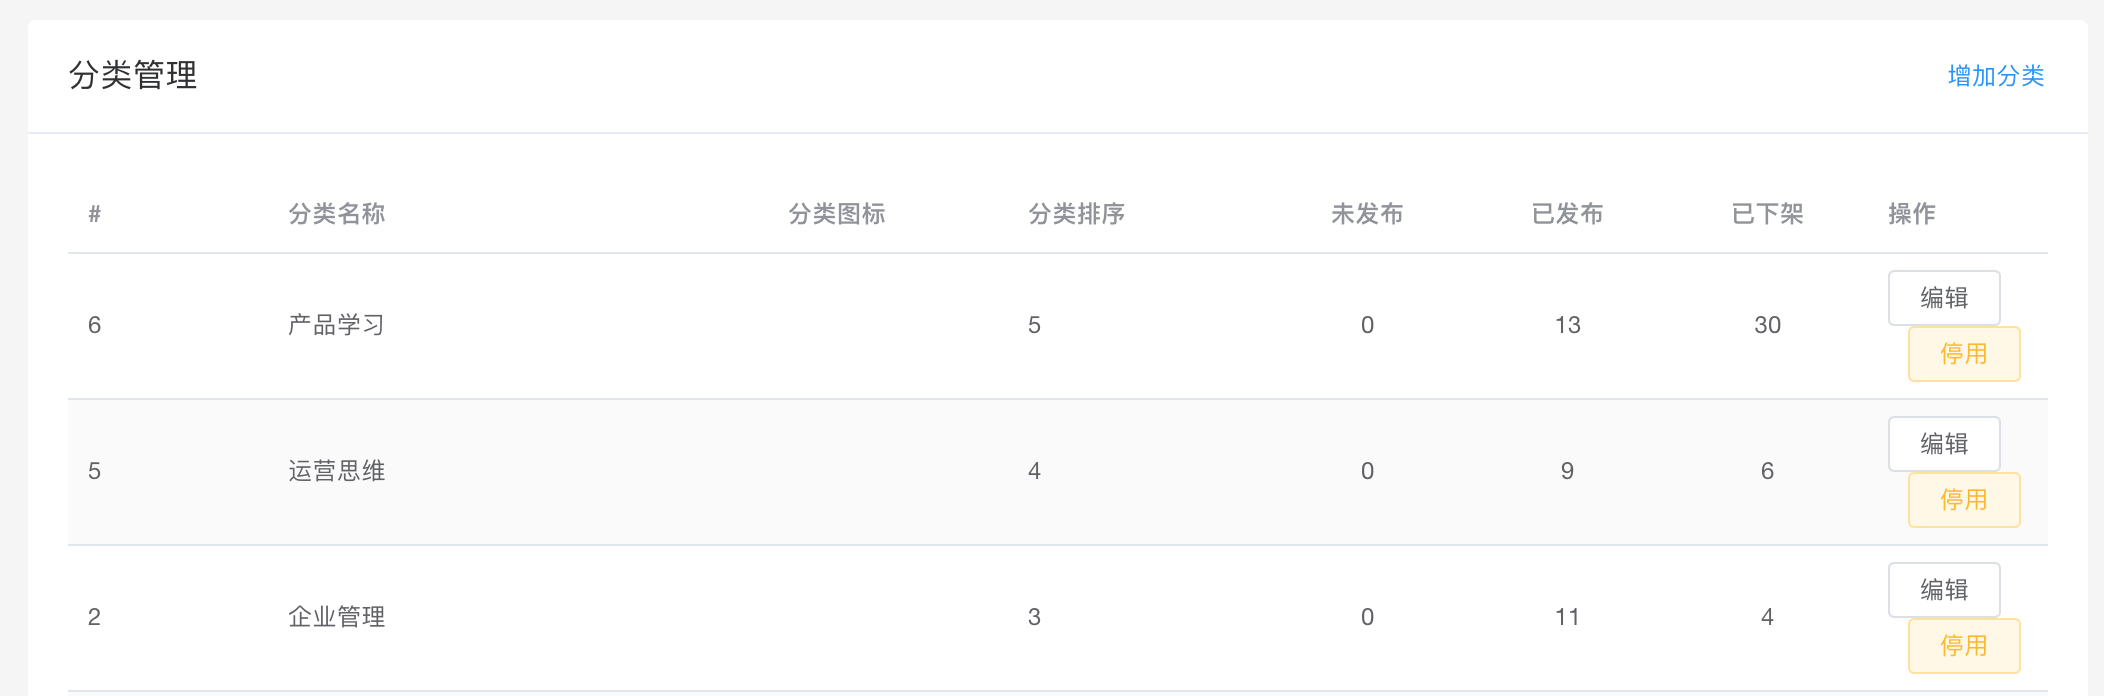 分类管理 增加分类
# 分类名称 分类图标 分类排序 未发布 已发布 已下架 操作
6 产品学习 5 0 13 30 编辑
停用
5 运营思维 4 0 9 6 编辑
停用
2 企业管理 3 0 11 4 编辑
停用